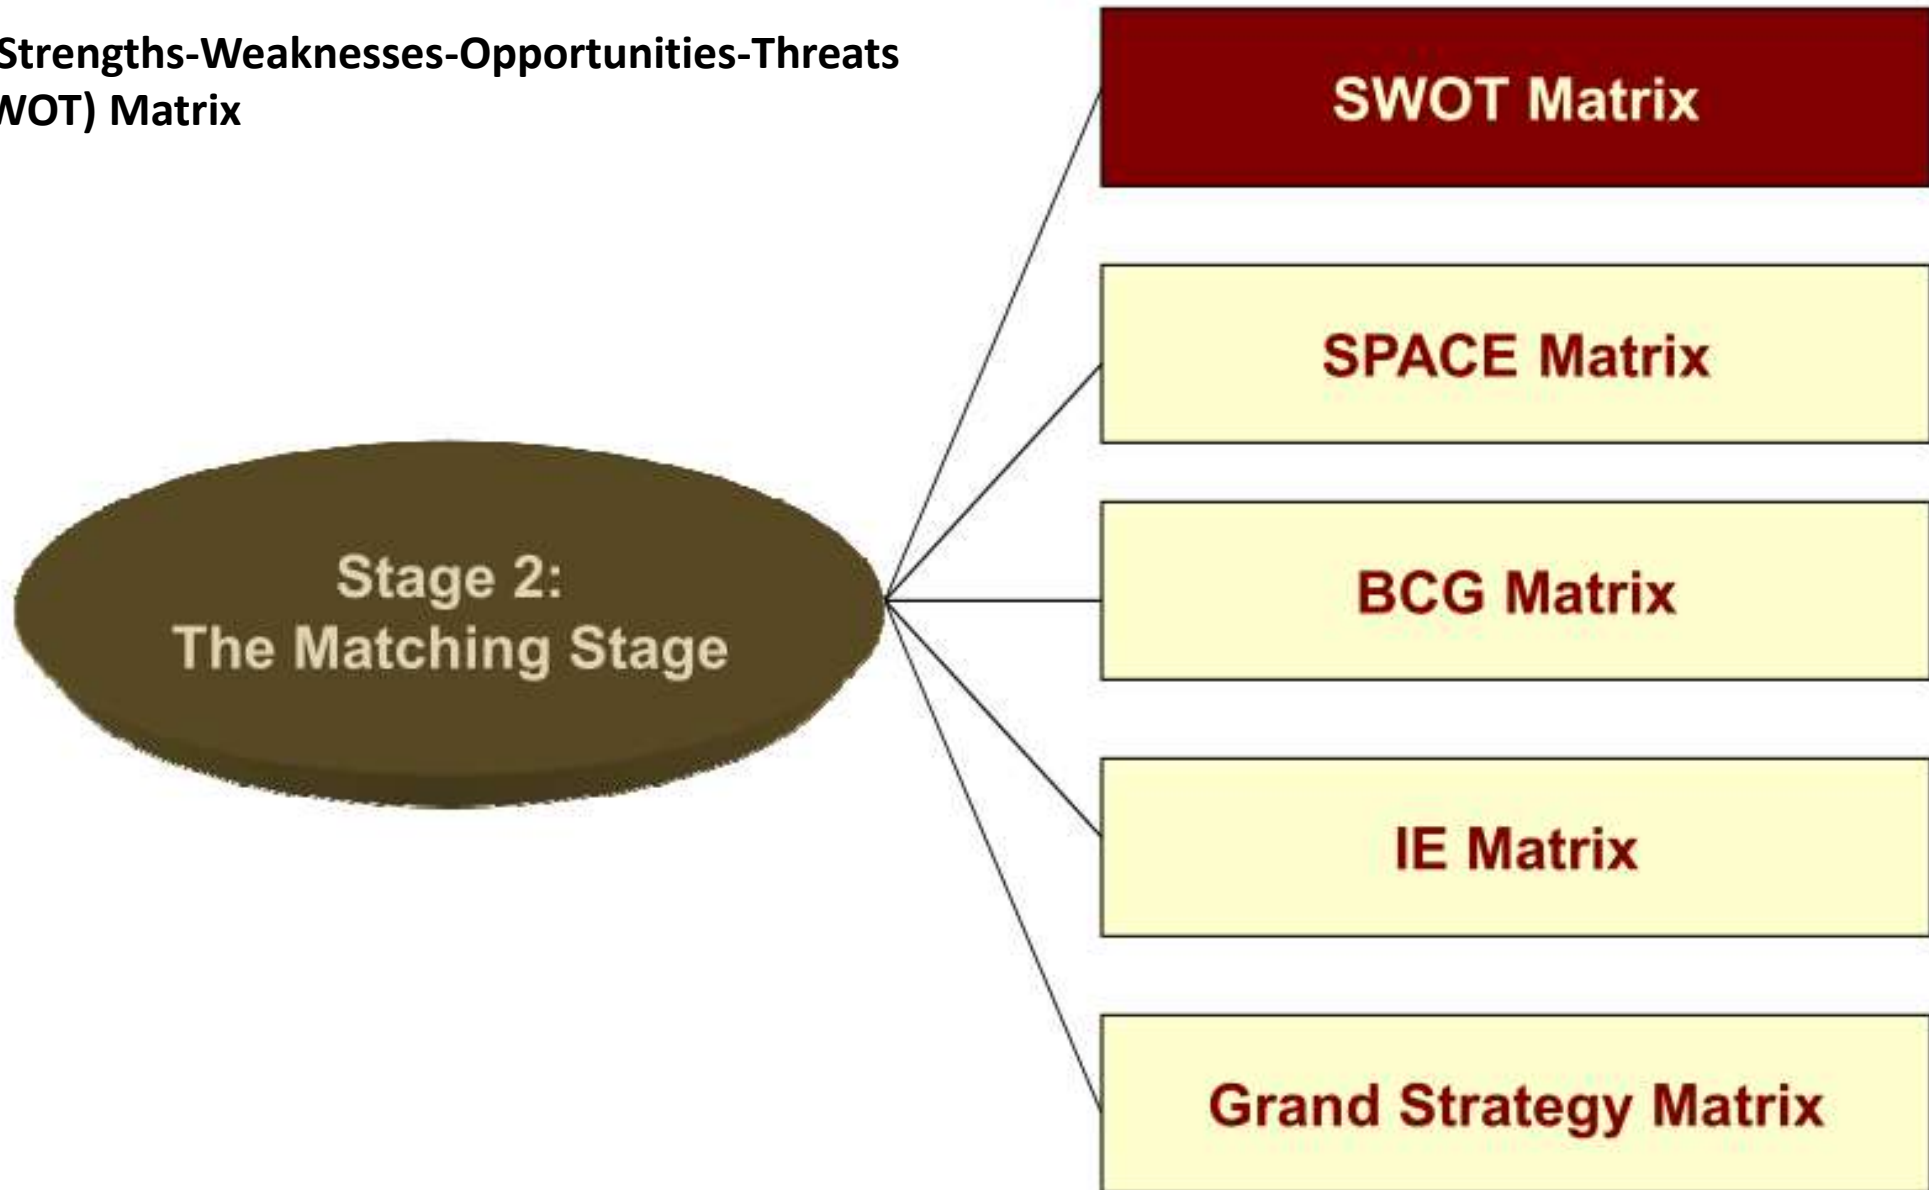 Strengths-Weaknesses-Opportunities-Threats
WOT) Matrix
SWOT Matrix
SPACE Matrix
BCG Matrix
Stage 2:
The Matching Stage
IE Matrix
Grand Strategy Matrix